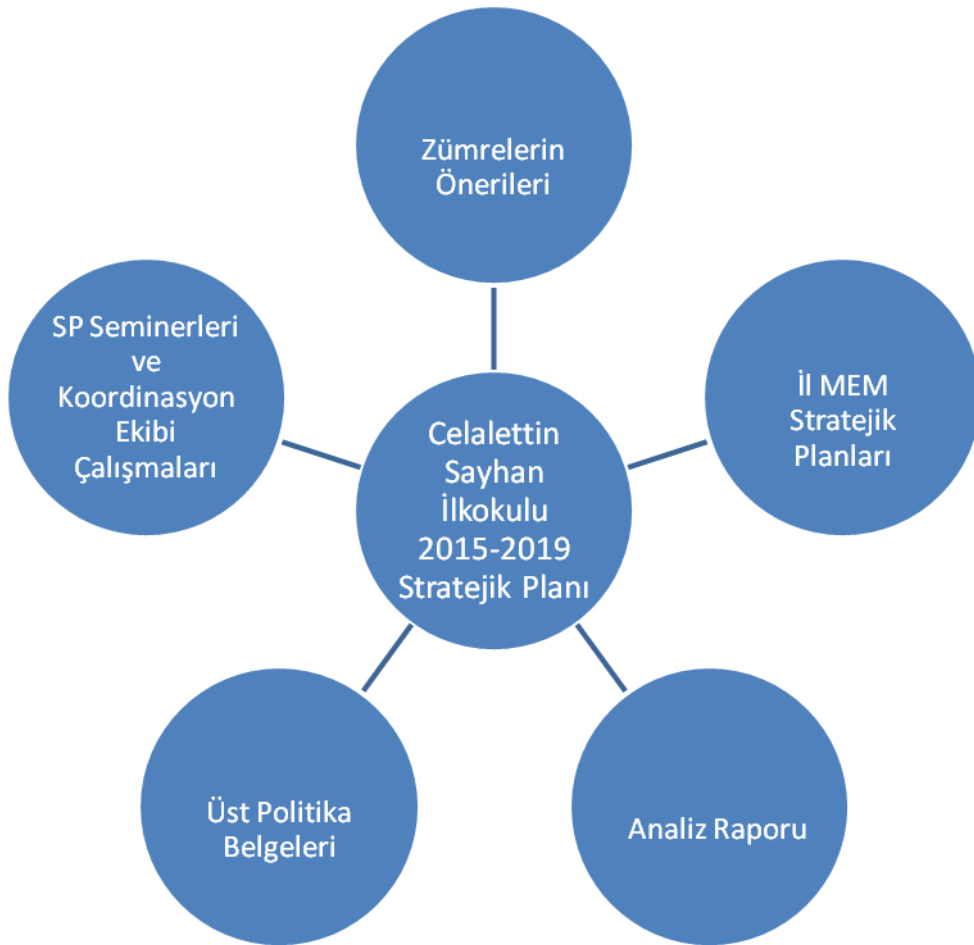 Zümrelerin
Önerileri
SP Seminerleri
ve
Koordinasyon
Ekibi
Çalışmaları
İl MEM
Stratejik
Planları
Celalettin
Sayhan
İlkokulu
2015-2019
Stratejik Planı
Üst Politika
Belgeleri
Analiz Raporu